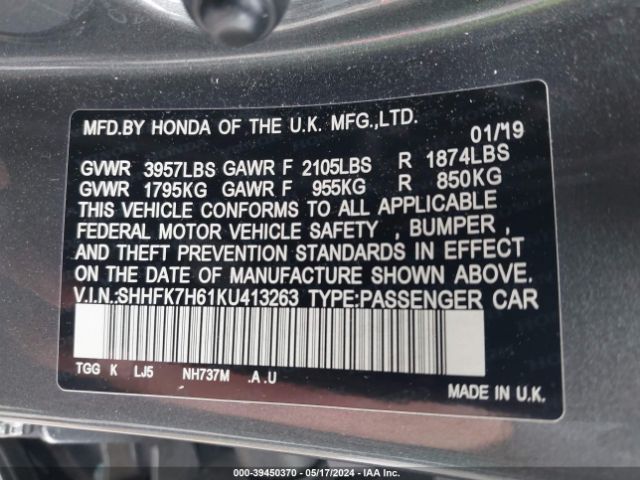 MFD.BY HONDA OF THE U.K. MFG.,LTD.
01/19
GVWR 3957LBS GAWR F 2105LBS R 1874LBS
GVWR 1795KG GAWR F 955KG R 850KG
THIS VEHICLE CONFORMS TO ALL APPLICABLE
FEDERAL MOTOR VEHICLE SAFETY , BUMPER ,
AND THEFT PREVENTION STANDARDS IN EFFECT
ON THE DATE OF MANUFACTURE SHOWN ABOVE.
V.I.N.:SHHFK7H61KU413263 TYPE:PASSENGER CAR
TGG K LJ5 NH737M .A .U
MADE IN U.K.
000-39450370 - 05/17/2024 - IAA Inc.